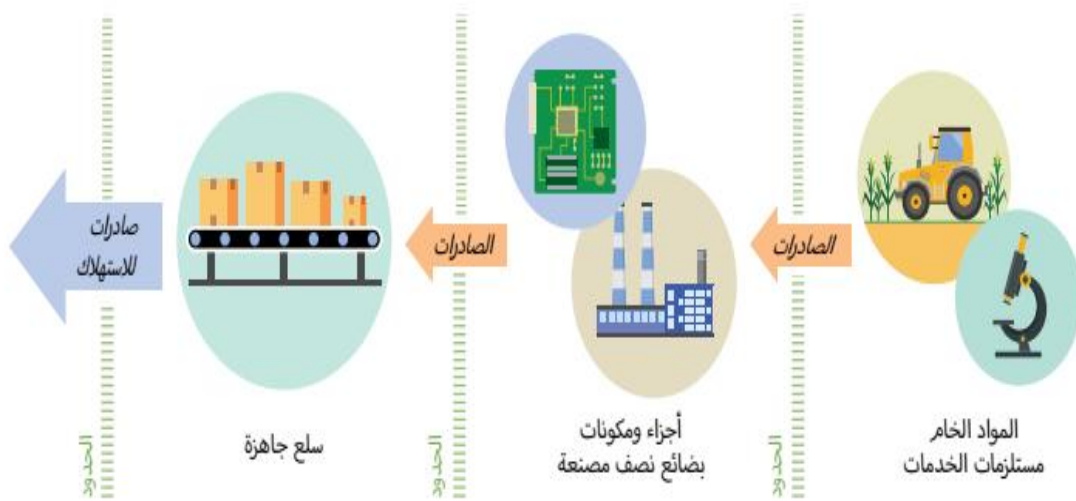 المواد الخام
مستلزمات الخدمات
الصادرات
الحدود
أجزاء ومكونات
بضائع نصف مصنعة
الصادرات
الحدود
سلع جاهزة
صادرات
للاستهلاك
الحدود